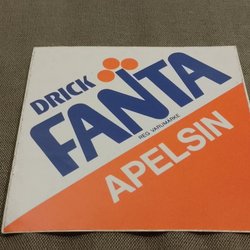 DRICK
FANTA
REG. VARUMÄRKE
APELSIN